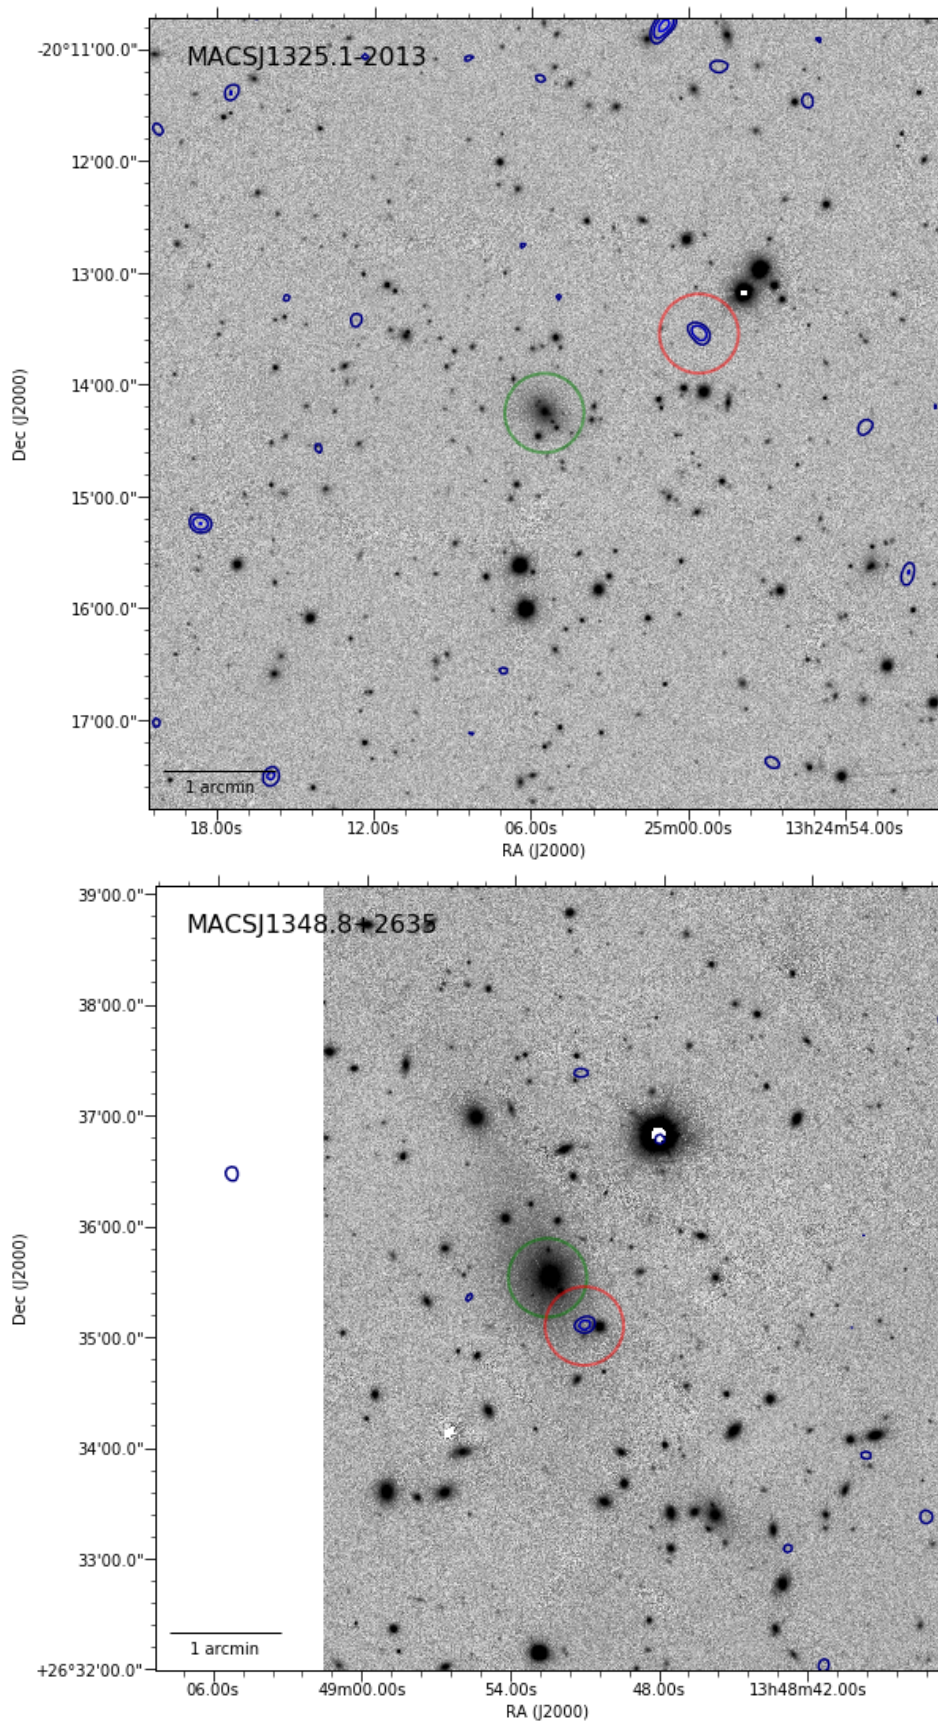 MACSJ1325.1-2013
-20°11'00.0"
12'00.0"
13'00.0"
14'00.0"
15'00.0"
16'00.0"
17'00.0"
Dec (J2000)
1 arcmin
18.00s 12.00s 06.00s 25m00.00s 13h24m54.00s
RA (J2000)
MACSJ1348.8+2635
39'00.0"
38'00.0"
37'00.0"
36'00.0"
35'00.0"
34'00.0"
33'00.0"
+26°32'00.0"
Dec (J2000)
1 arcmin
06.00s 49m00.00s 54.00s 48.00s 13h48m42.00s
RA (J2000)